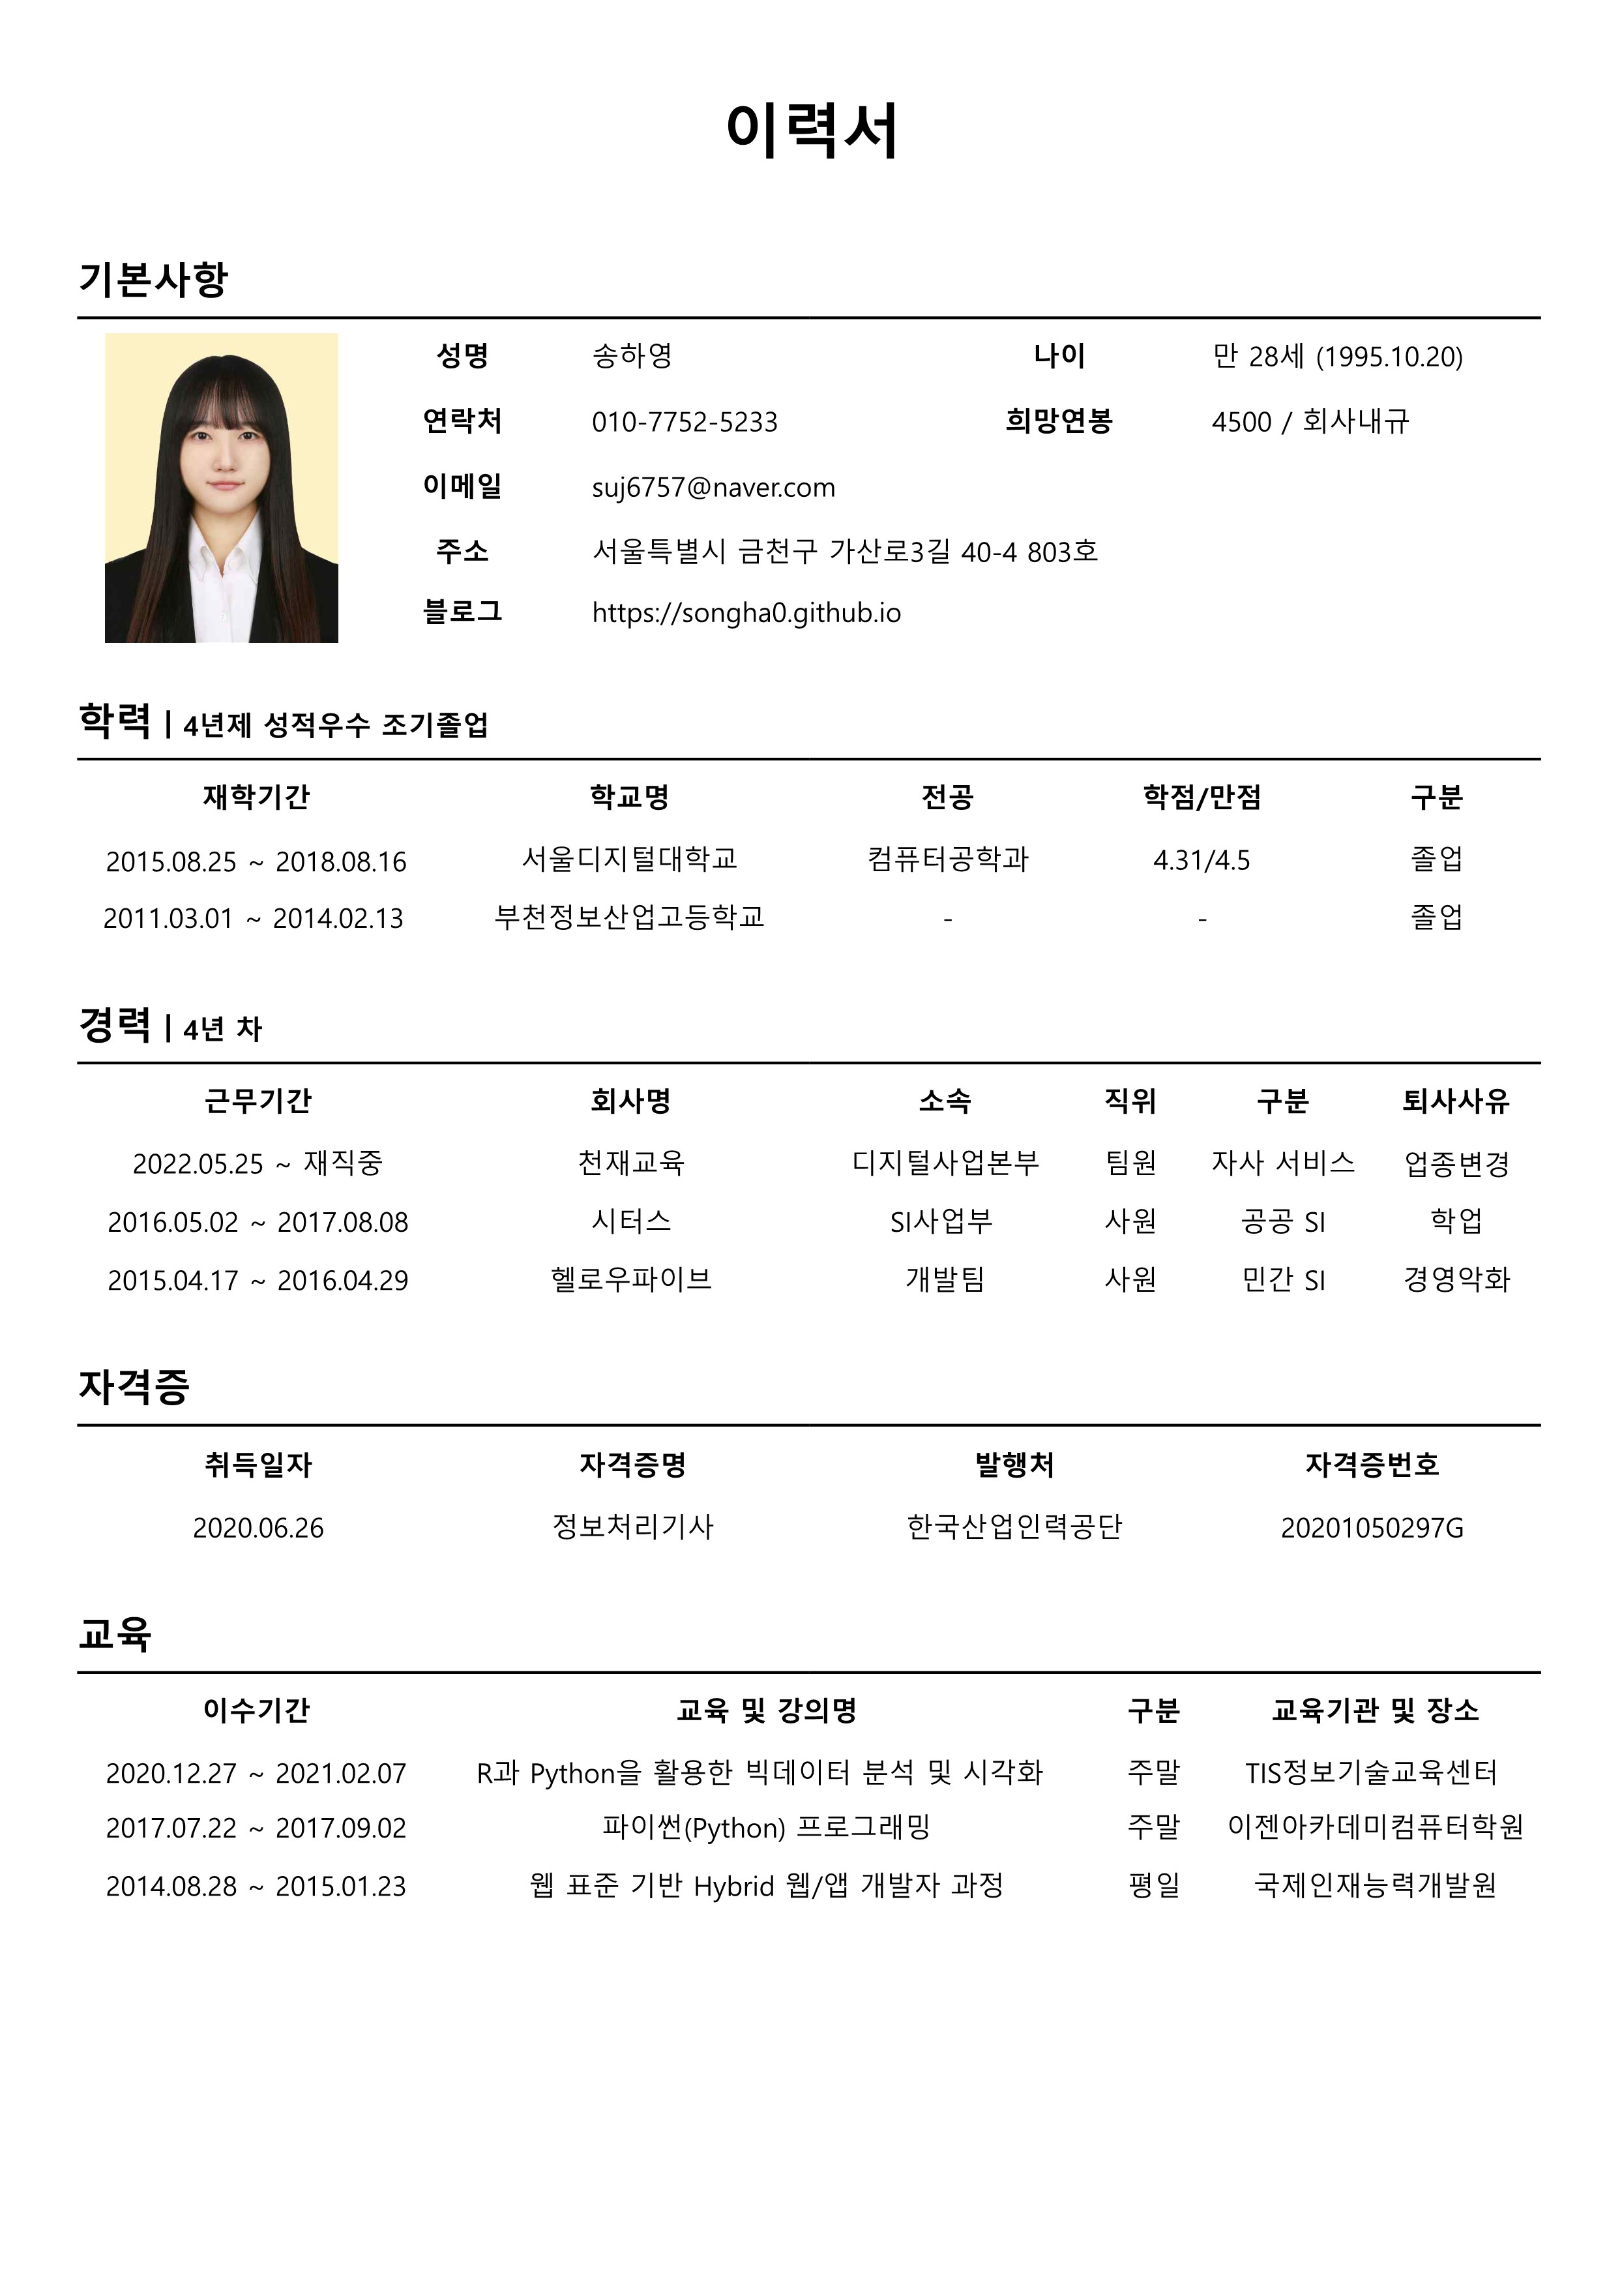 이력서
기본사항
성명 송하영 나이 만 28세 (1995.10.20)
연락처 010-7752-5233 희망연봉 4500 / 회사내규
이메일 suj6757@naver.com
주소 서울특별시 금천구 가산로3길 40-4 803호
블로그 https://songha0.github.io
학력 | 4년제 성적우수 조기졸업
재학기간 학교명 전공 학점/만점 구분
2015.08.25 ~ 2018.08.16 서울디지털대학교 컴퓨터공학과 4.31/4.5 졸업
2011.03.01 ~ 2014.02.13 부천정보산업고등학교 - - 졸업
경력 | 4년 차
근무기간 회사명 소속 직위 구분 퇴사사유
2022.05.25 ~ 재직중 천재교육 디지털사업본부 팀원 자사 서비스 업종변경
2016.05.02 ~ 2017.08.08 시터스 SI사업부 사원 공공 SI 학업
2015.04.17 ~ 2016.04.29 헬로우파이브 개발팀 사원 민간 SI 경영악화
자격증
취득일자 자격증명 발행처 자격증번호
2020.06.26 정보처리기사 한국산업인력공단 20201050297G
교육
이수기간 교육 및 강의명 구분 교육기관 및 장소
2020.12.27 ~ 2021.02.07 R과 Python을 활용한 빅데이터 분석 및 시각화 주말 TIS정보기술교육센터
2017.07.22 ~ 2017.09.02 파이썬(Python) 프로그래밍 주말 이젠아카데미컴퓨터학원
2014.08.28 ~ 2015.01.23 웹 표준 기반 Hybrid 웹/앱 개발자 과정 평일 국제인재능력개발원